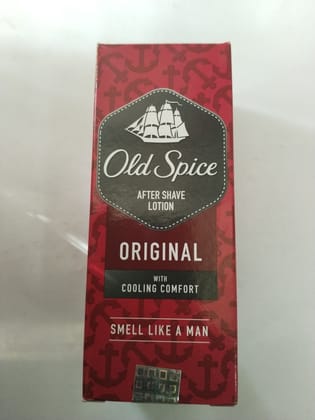 Old Spice
AFTER SHAVE
LOTION
ORIGINAL
WITH
COOLING COMFORT
SMELL LIKE A MAN